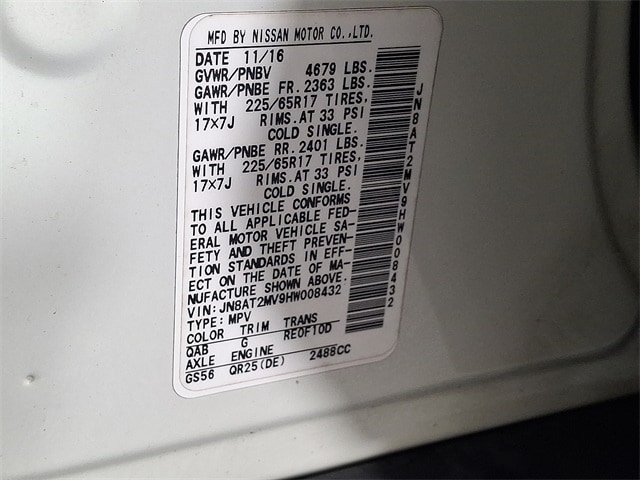 MFD BY NISSAN MOTOR CO.,LTD.
DATE 11/16
GVWR/PNBV 4679 LBS.
GAWR/PNBE FR.2363 LBS.
WITH 225/65R17 TIRES,
17×7J RIMS.AT 33 PSI
COLD SINGLE.
GAWR/PNBE RR.2401 LBS.
WITH 225/65R17 TIRES,
17×7J RIMS.AT 33 PSI
COLD SINGLE.
THIS VEHICLE CONFORMS
TO ALL APPLICABLE FED-
ERAL MOTOR VEHICLE SA-
FETY AND THEFT PREVEN-
TION STANDARDS IN EFF-
ECT ON THE DATE OF MA-
NUFACTURE SHOWN ABOVE.
VIN:JN8AT2MV9HW008432
TYPE:MPV
COLOR TRIM TRANS
QAB G RE0F10D
AXLE ENGINE
GS56 QR25(DE) 2488CC
JN8AT2MV9HW008432